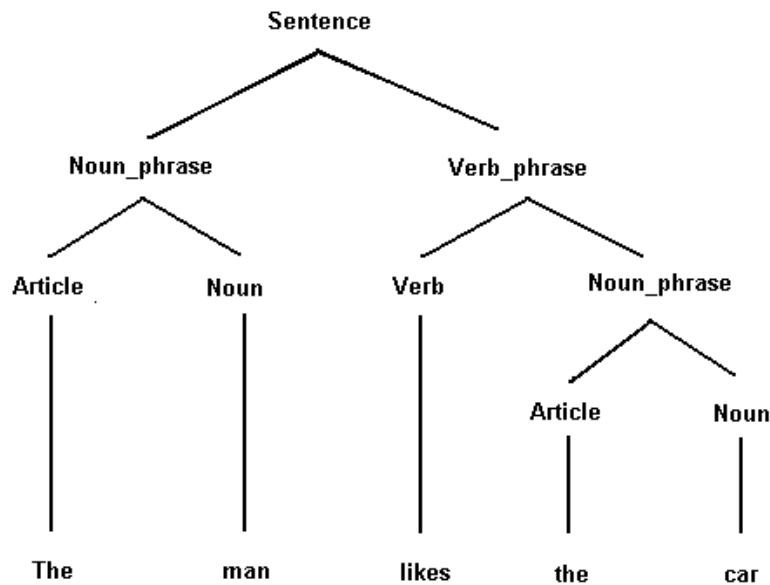 Sentence
Noun_phrase Verb_phrase
Article Noun Verb Noun_phrase
Article Noun
The man likes the car